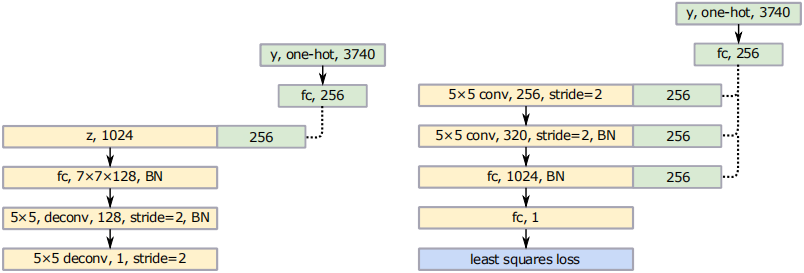 y, one-hot, 3740
fc, 256
z, 1024
256
fc, 7×7×128, BN
5×5, deconv, 128, stride=2, BN
5×5 deconv, 1, stride=2
y, one-hot, 3740
fc, 256
5×5 conv, 256, stride=2
256
5×5 conv, 320, stride=2, BN
256
fc, 1024, BN
256
fc, 1
least squares loss